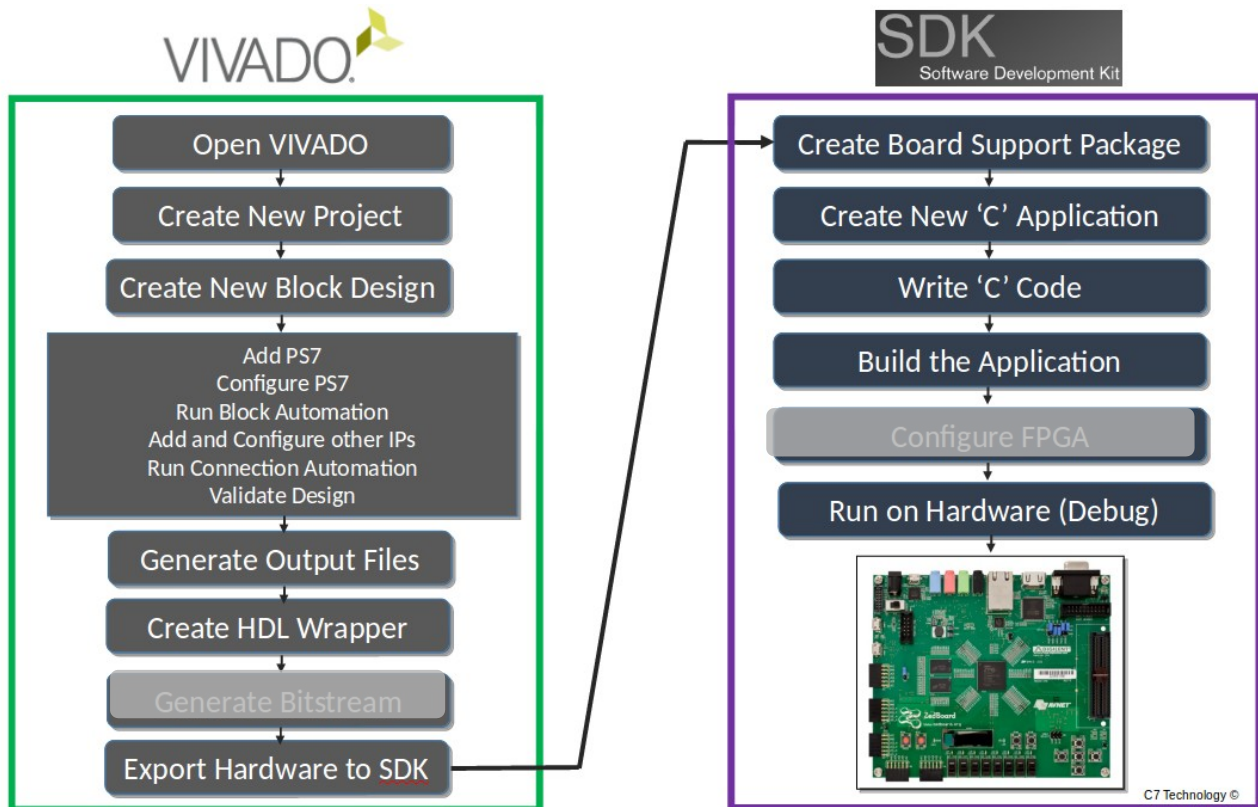 VIVADO.
Open VIVADO
Create New Project
Create New Block Design
Add PS7
Configure PS7
Run Block Automation
Add and Configure other IPs
Run Connection Automation
Validate Design
Generate Output Files
Create HDL Wrapper
Generate Bitstream
Export Hardware to SDK
SDK
Software Development Kit
Create Board Support Package
Create New ‘C’ Application
Write ‘C’ Code
Build the Application
Configure FPGA
Run on Hardware (Debug)
ZedBoard
AVNET
C7 Technology ©